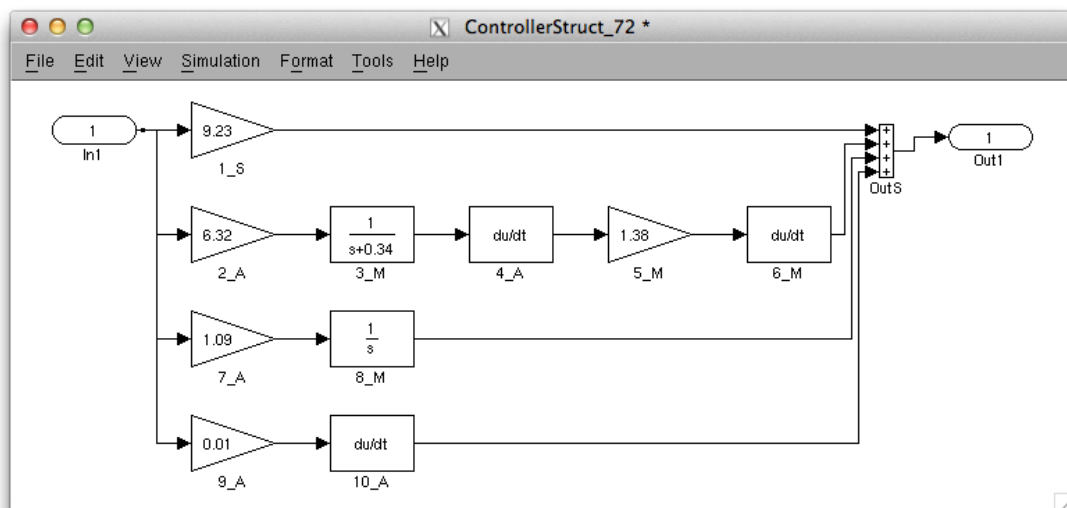 ControllerStruct_72 *
File Edit View Simulation Format Tools Help
1
In1
9.23
1_S
+
+
+
+
OutS
1
Out1
6.32
2_A
1
s+0.34
3_M
du/dt
4_A
1.38
5_M
du/dt
6_M
1.09
7_A
1
s
8_M
0.01
9_A
du/dt
10_A